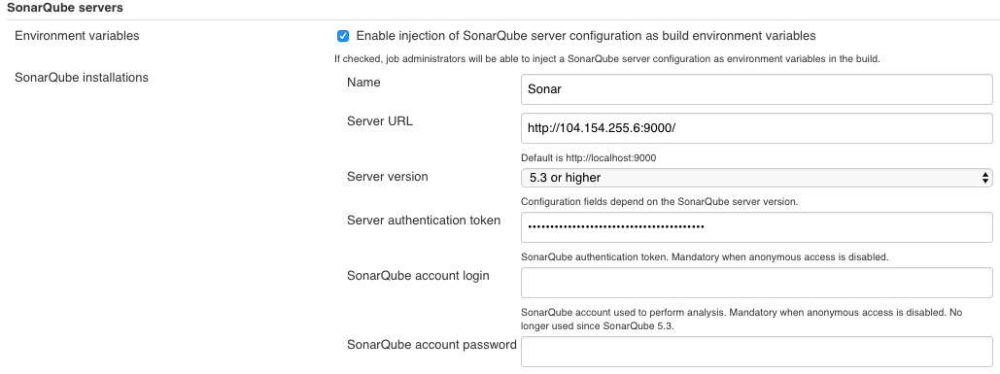 SonarQube servers
Environment variables
Enable injection of SonarQube server configuration as build environment variables
If checked, job administrators will be able to inject a SonarQube server configuration as environment variables in the build.
SonarQube installations
Name
Sonar
Server URL
http://104.154.255.6:9000/
Default is http://localhost:9000
Server version
5.3 or higher
Configuration fields depend on the SonarQube server version.
Server authentication token
SonarQube authentication token. Mandatory when anonymous access is disabled.
SonarQube account login
SonarQube account used to perform analysis. Mandatory when anonymous access is disabled. No
longer used since SonarQube 5.3.
SonarQube account password